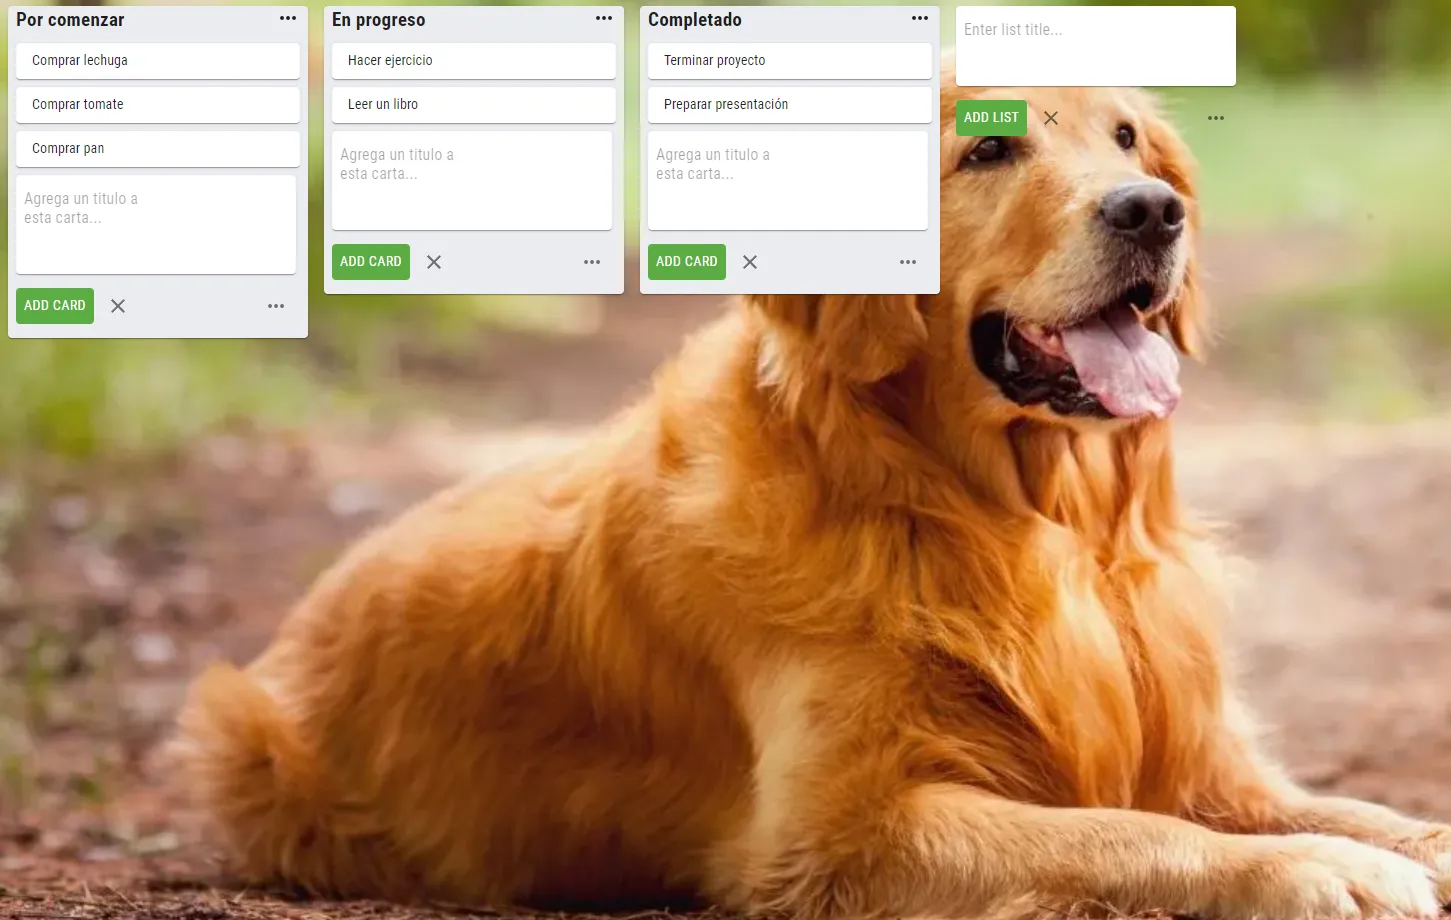 Por comenzar
Comprar lechuga
Comprar tomate
Comprar pan
Agrega un titulo a
esta carta...
ADD CARD
En progreso
Hacer ejercicio
Leer un libro
Agrega un titulo a
esta carta...
ADD CARD
Completado
Terminar proyecto
Preparar presentación
Agrega un titulo a
esta carta...
ADD CARD
Enter list title...
ADD LIST